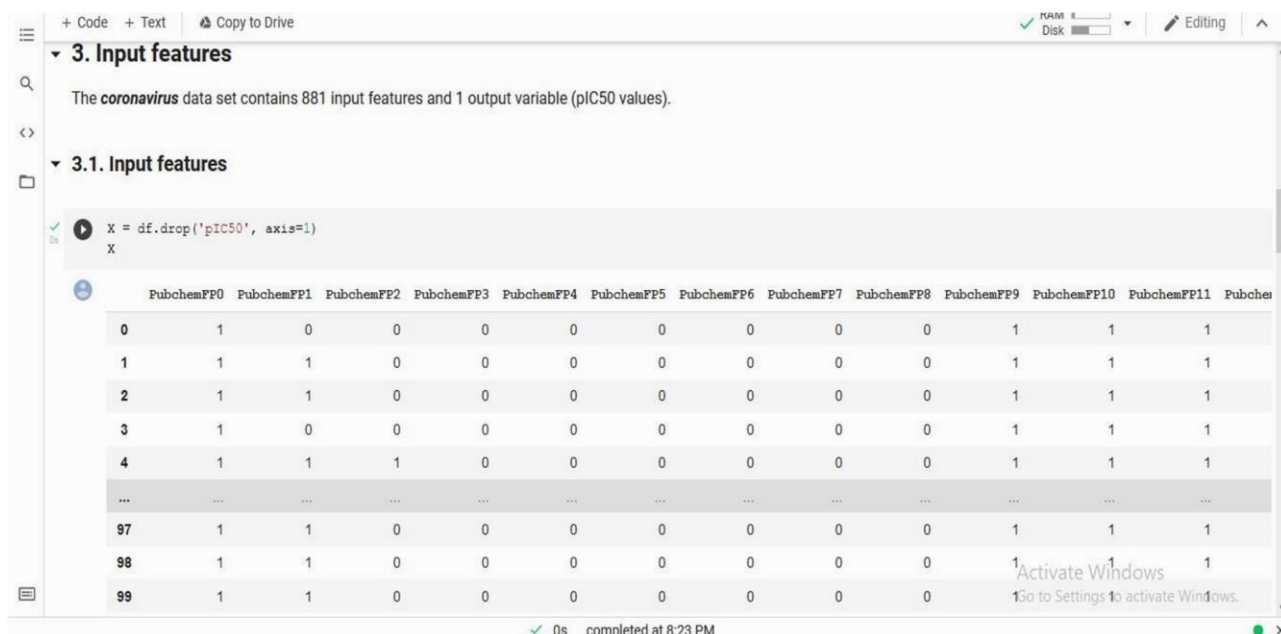 + Code + Text Copy to Drive
RAM
Disk
Editing
3. Input features
The coronavirus data set contains 881 input features and 1 output variable (pIC50 values).
3.1. Input features
0s
X = df.drop('pIC50', axis=1)
X
PubchemFP0 PubchemFP1 PubchemFP2 PubchemFP3 PubchemFP4 PubchemFP5 PubchemFP6 PubchemFP7 PubchemFP8 PubchemFP9 PubchemFP10 PubchemFP11 Pubcher
0 1 0 0 0 0 0 0 0 0 1 1 1
1 1 1 0 0 0 0 0 0 0 1 1 1
2 1 1 0 0 0 0 0 0 0 1 1 1
3 1 0 0 0 0 0 0 0 0 1 1 1
4 1 1 1 0 0 0 0 0 0 1 1 1
... ... ... ... ... ... ... ... ... ... ... ... ...
97 1 1 0 0 0 0 0 0 0 1 1 1
98 1 1 0 0 0 0 0 0 0 1 1 1
99 1 1 0 0 0 0 0 0 0 1 1 1
Activate Windows
Go to Settings to activate Windows.
0s completed at 8:23 PM